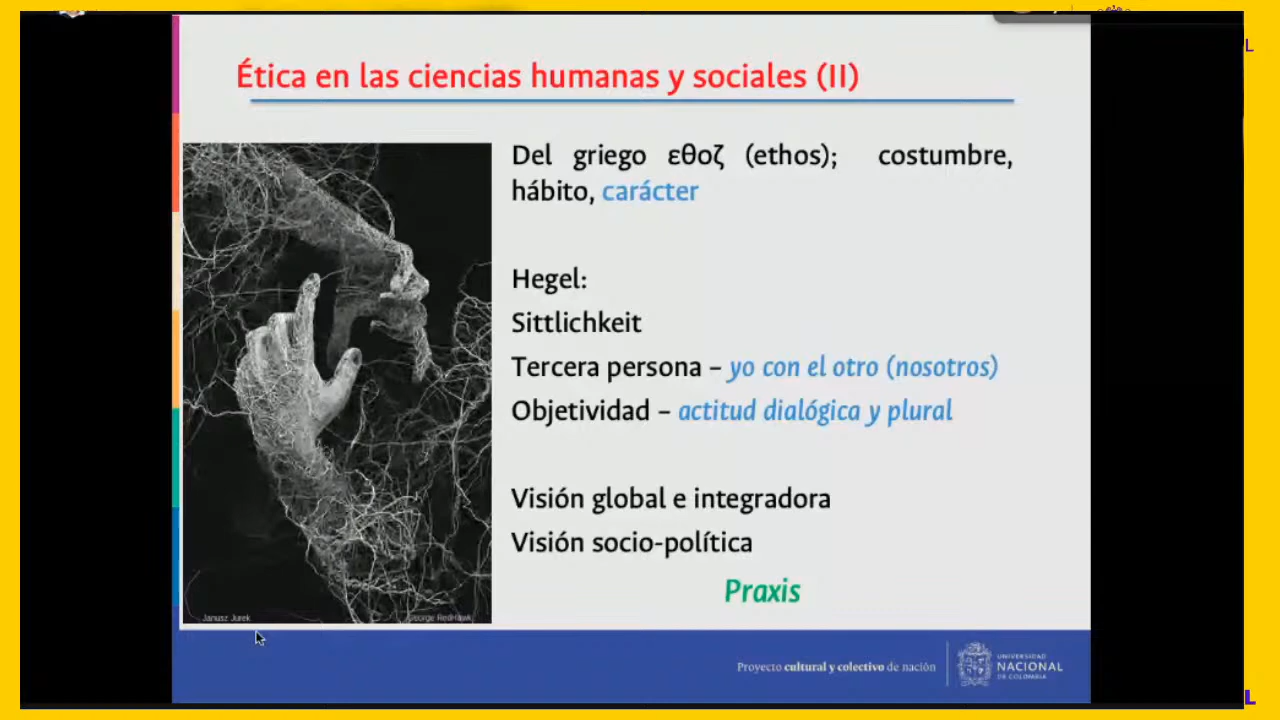 Ética en las ciencias humanas y sociales (II)
Del griego εθοζ (ethos); costumbre,
hábito, carácter
Hegel:
Sittlichkeit
Tercera persona – yo con el otro (nosotros)
Objetividad – actitud dialógica y plural
Visión global e integradora
Visión socio-política
Praxis
Janusz Jurek
George RedHawk
Proyecto cultural y colectivo de nación
UNIVERSIDAD
NACIONAL
DE COLOMBIA
L
L